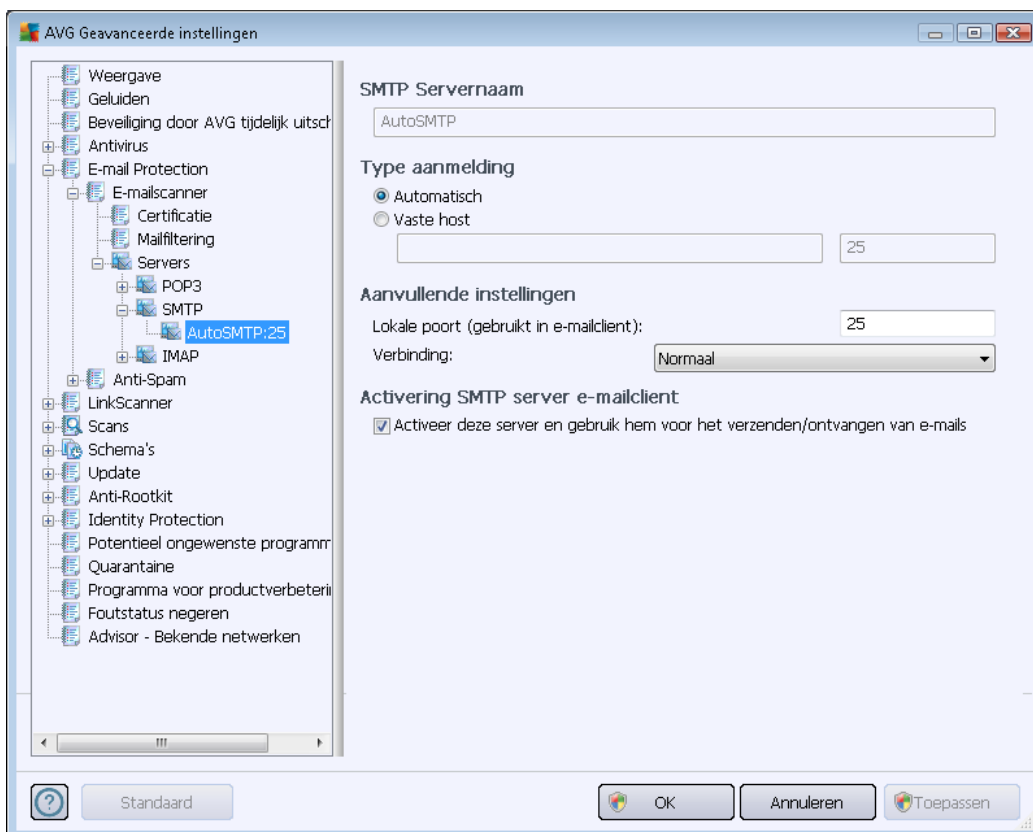 AVG Geavanceerde instellingen
Weergave
Geluiden
Beveiliging door AVG tijdelijk uitsch
Antivirus
E-mail Protection
E-mailscanner
Certificatie
Mailfiltering
Servers
POP3
SMTP
AutoSMTP:25
IMAP
Anti-Spam
LinkScanner
Scans
Schema's
Update
Anti-Rootkit
Identity Protection
Potentieel ongewenste programm
Quarantaine
Programma voor productverbeterin
Foutstatus negeren
Advisor - Bekende netwerken
SMTP Servernaam
AutoSMTP
Type aanmelding
Automatisch
Vaste host
25
Aanvullende instellingen
Lokale poort (gebruikt in e-mailclient): 25
Verbinding: Normaal
Activering SMTP server e-mailclient
Activeer deze server en gebruik hem voor het verzenden/ontvangen van e-mails
Standaard OK Annuleren Toepassen